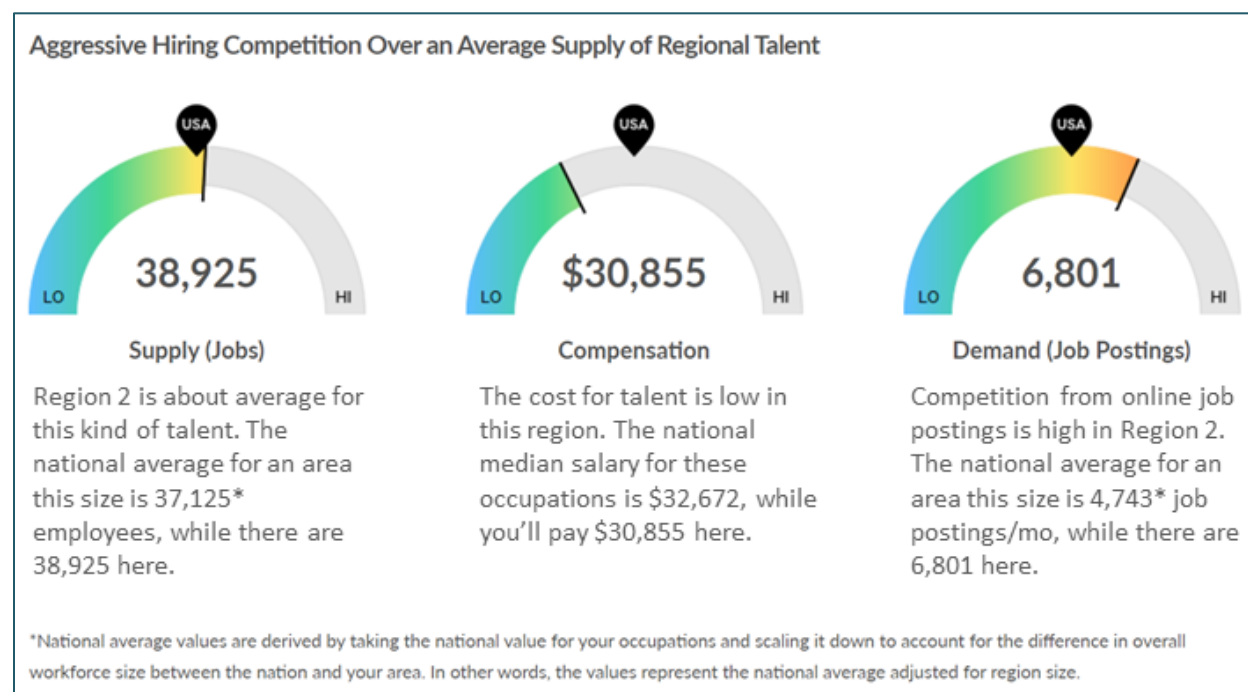 Aggressive Hiring Competition Over an Average Supply of Regional Talent
USA
LO
38,925
HI
Supply (Jobs)
Region 2 is about average for
this kind of talent. The
national average for an area
this size is 37,125*
employees, while there are
38,925 here.
USA
LO
$30,855
HI
Compensation
The cost for talent is low in
this region. The national
median salary for these
occupations is $32,672, while
you’ll pay $30,855 here.
USA
LO
6,801
HI
Demand (Job Postings)
Competition from online job
postings is high in Region 2.
The national average for an
area this size is 4,743* job
postings/mo, while there are
6,801 here.
*National average values are derived by taking the national value for your occupations and scaling it down to account for the difference in overall
workforce size between the nation and your area. In other words, the values represent the national average adjusted for region size.